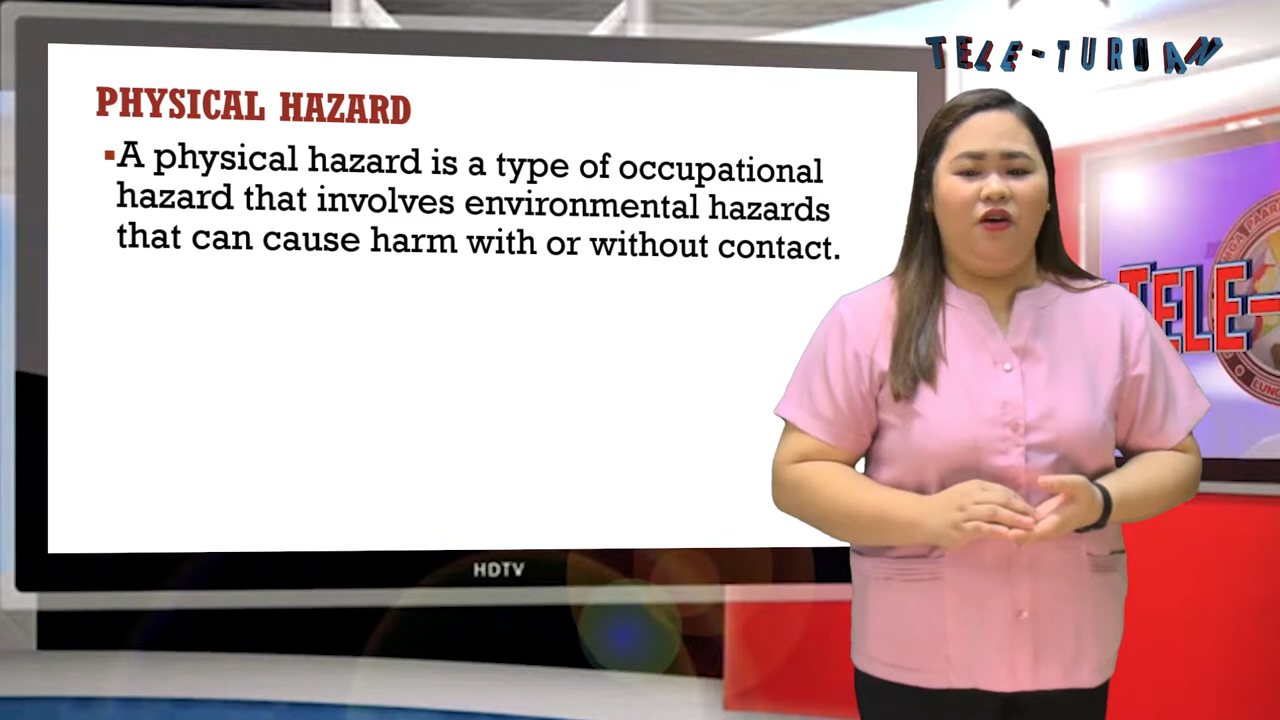 TELE-TURUAN
PHYSICAL HAZARD
▪A physical hazard is a type of occupational
hazard that involves environmental hazards
that can cause harm with or without contact.
TELE-
HDTV